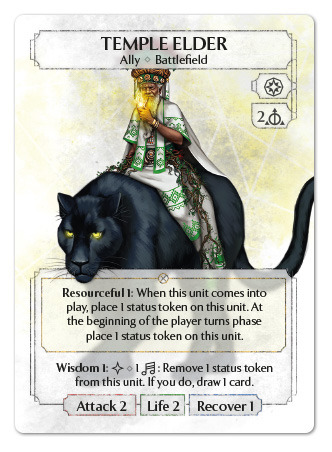 TEMPLE ELDER
Ally ◇ Battlefield
2
Resourceful 1: When this unit comes into
play, place 1 status token on this unit. At
the beginning of the player turns phase
place 1 status token on this unit.
Wisdom 1: ◇ 1 : Remove 1 status token
from this unit. If you do, draw 1 card.
Attack 2 Life 2 Recover 1